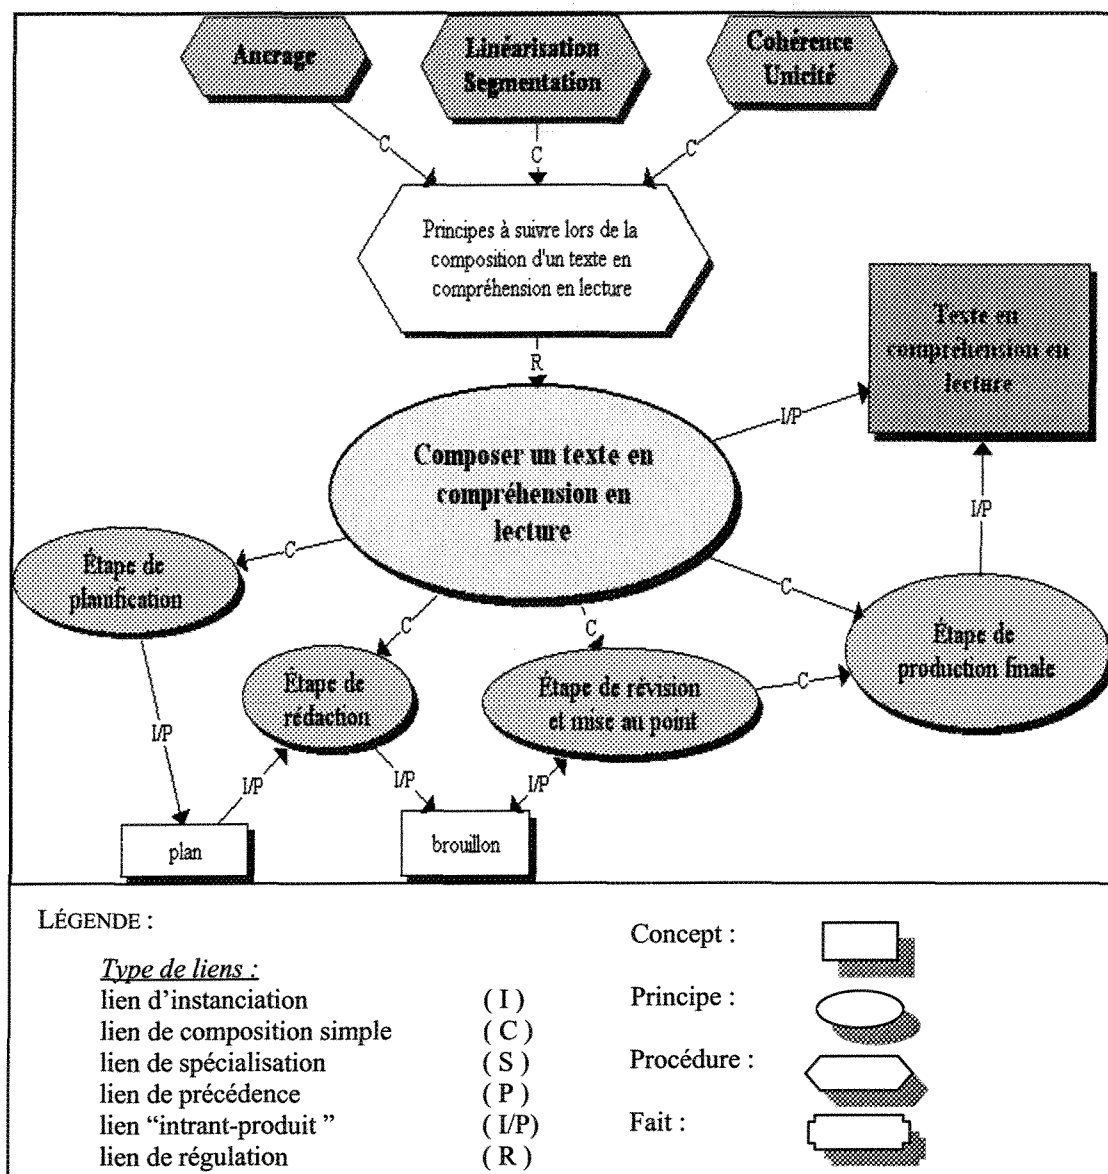 Ancrage
Linéarisation
Segmentation
Cohérence
Unicité
C
C
C
Principes à suivre lors de la
composition d'un texte en
compréhension en lecture
R
Texte en
compréhension en
lecture
I/P
Composer un texte en
compréhension en
lecture
I/P
C
C
C
C
Étape de
planification
Étape de
rédaction
Étape de révision
et mise au point
C
Étape de
production finale
I/P
I/P
I/P
I/P
plan
brouillon
LÉGENDE :
Type de liens :
lien d'instanciation ( I )
lien de composition simple ( C )
lien de spécialisation ( S )
lien de précédence ( P )
lien “intrant-produit ” ( I/P)
lien de régulation ( R )
Concept :
Principe :
Procédure :
Fait :